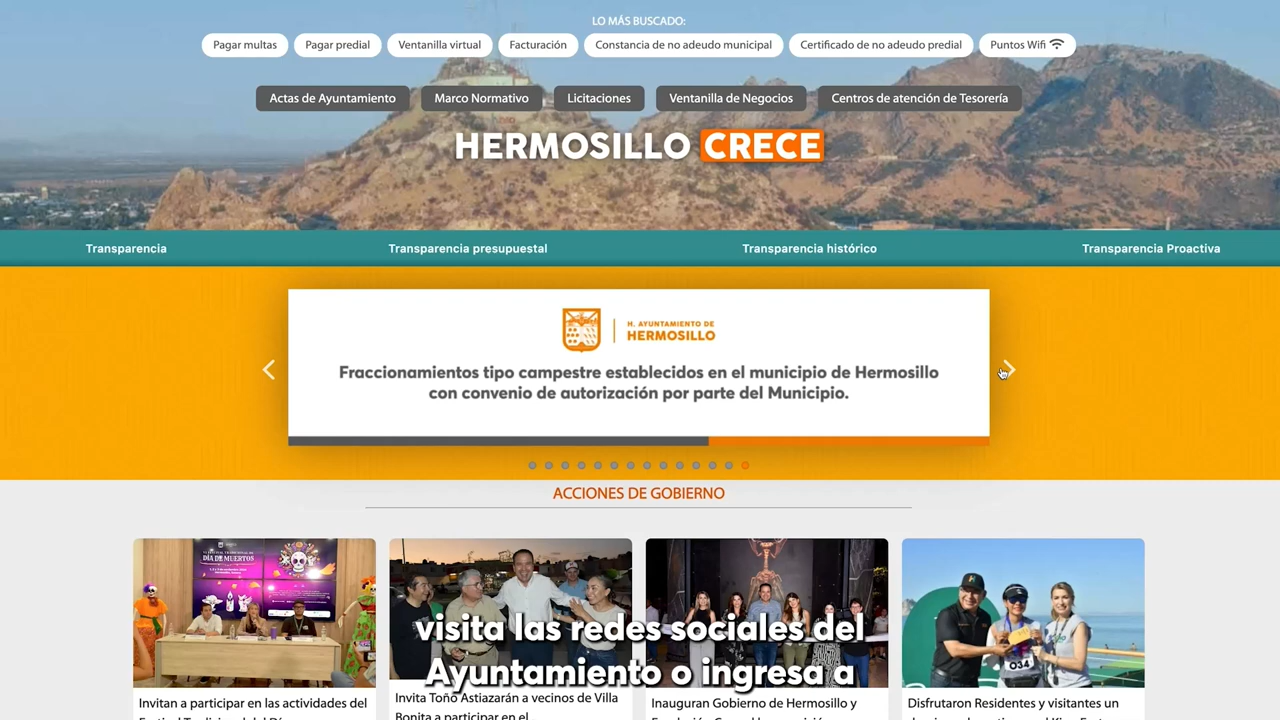 LO MÁS BUSCADO:
Pagar multas
Pagar predial
Ventanilla virtual
Facturación
Constancia de no adeudo municipal
Certificado de no adeudo predial
Puntos Wifi
Actas de Ayuntamiento
Marco Normativo
Licitaciones
Ventanilla de Negocios
Centros de atención de Tesorería
HERMOSILLO CRECE
Transparencia
Transparencia presupuestal
Transparencia histórico
Transparencia Proactiva
H. AYUNTAMIENTO DE
HERMOSILLO
Fraccionamientos tipo campestre establecidos en el municipio de Hermosillo
con convenio de autorización por parte del Municipio.
ACCIONES DE GOBIERNO
DÍA DE MUERTOS
034
visita las redes sociales del
Ayuntamiento o ingresa a
Invitan a participar en las actividades del
Invita Toño Astiazarán a vecinos de Villa
Bonita a participar en el...
Inauguran Gobierno de Hermosillo y
Disfrutaron Residentes y visitantes un